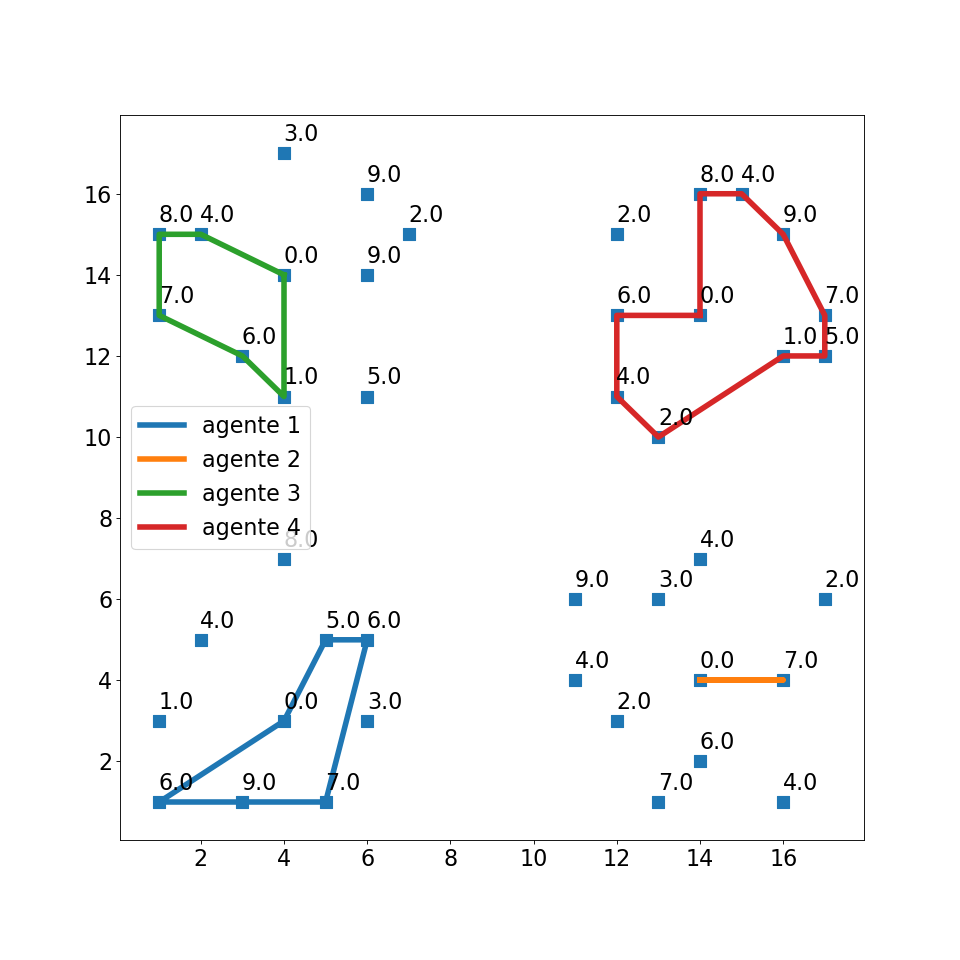 3.0
9.0
16
8.0 4.0
8.0 4.0 2.0 2.0 9.0
14
0.0 9.0
7.0 6.0 0.0 7.0
12
6.0 1.0 5.0
1.0 5.0 4.0
10
2.0
agente 1
agente 2
agente 3
agente 4
8
8.0 4.0
6
9.0 3.0 2.0
4.0 5.0 6.0
4
4.0 0.0 7.0
1.0 0.0 3.0 2.0
2
6.0
6.0 9.0 7.0 7.0 4.0
2 4 6 8 10 12 14 16